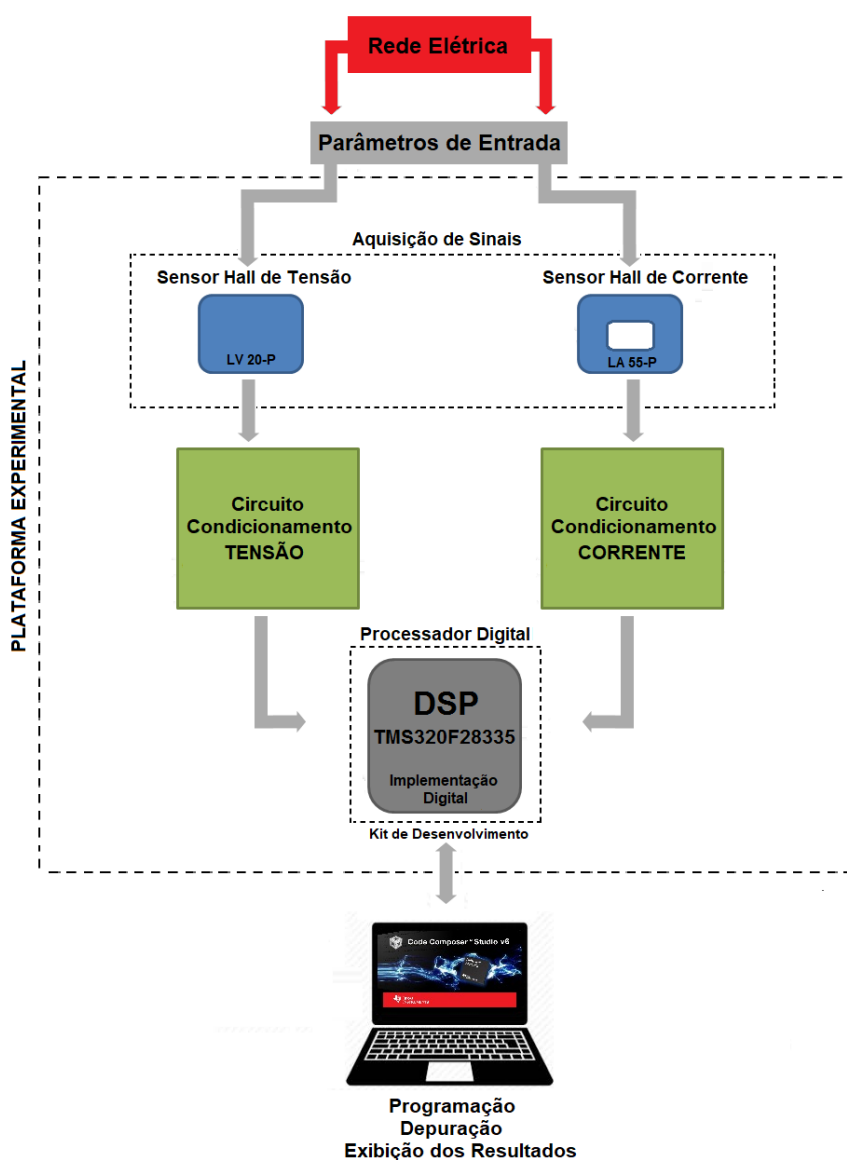 Rede Elétrica
Parâmetros de Entrada
PLATAFORMA EXPERIMENTAL
Aquisição de Sinais
Sensor Hall de Tensão
Sensor Hall de Corrente
LV 20-P
LA 55-P
Circuito
Condicionamento
TENSÃO
Circuito
Condicionamento
CORRENTE
Processador Digital
DSP
TMS320F28335
Implementação
Digital
Kit de Desenvolvimento
Code Composer Studio v6
Programação
Depuração
Exibição dos Resultados